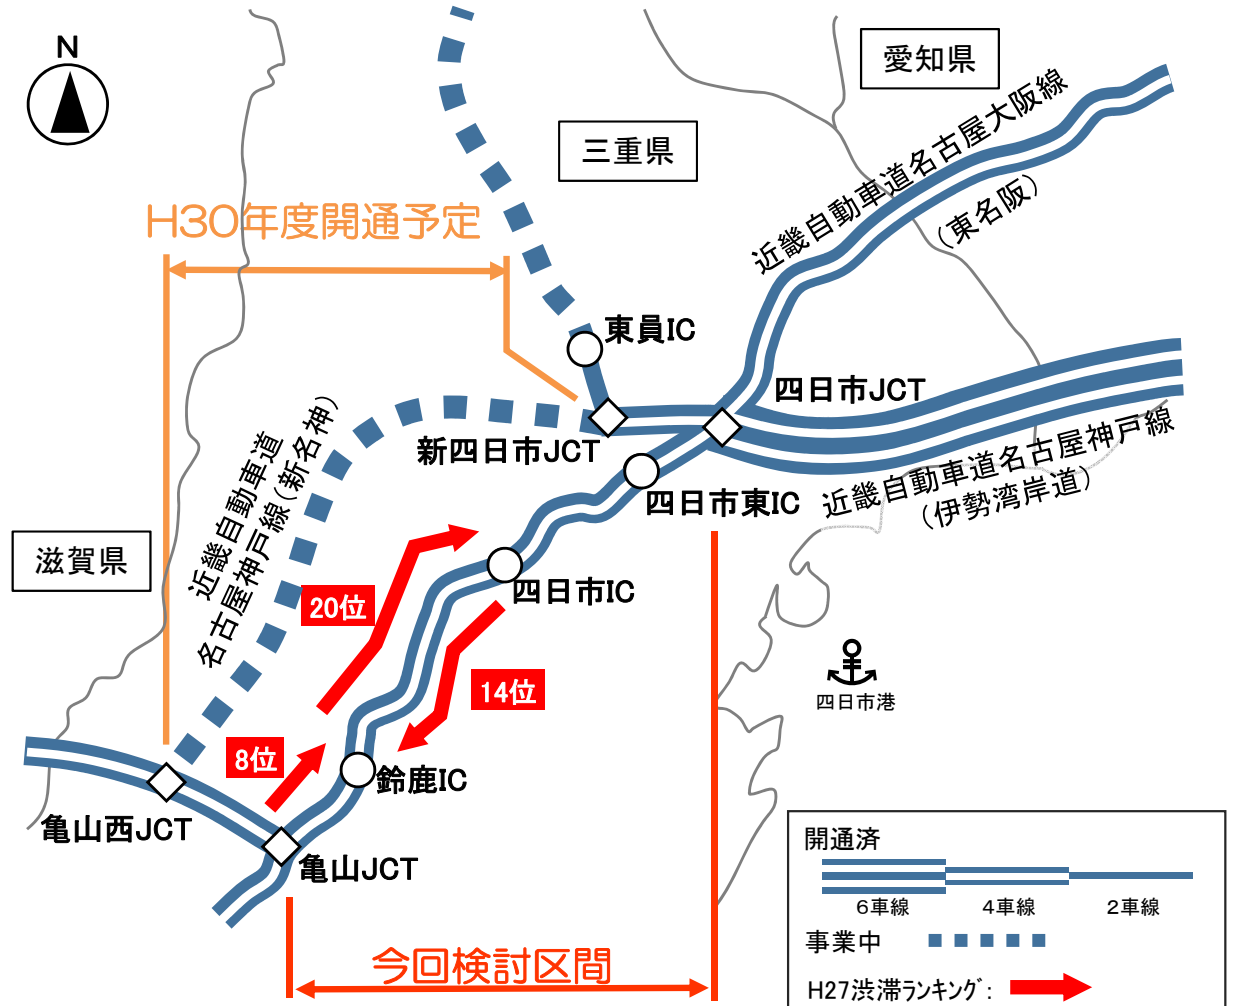 N
愛知県
三重県
近畿自動車道名古屋大阪線
(東名阪)
H30年度開通予定
東員IC
四日市JCT
新四日市JCT
近畿自動車道
名古屋神戸線(新名神)
四日市東IC
近畿自動車道名古屋神戸線
(伊勢湾岸道)
滋賀県
四日市IC
20位
14位
四日市港
8位
鈴鹿IC
亀山西JCT
亀山JCT
今回検討区間
開通済
6車線 4車線 2車線
事業中
H27渋滞ランキング: